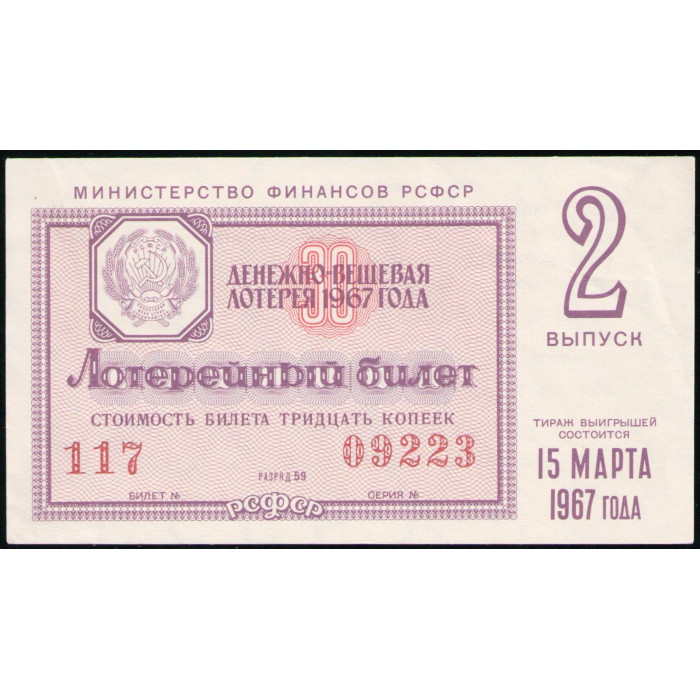 МИНИСТЕРСТВО ФИНАНСОВ РСФСР
РСФСР
30
ДЕНЕЖНО-ВЕЩЕВАЯ
ЛОТЕРЕЯ 1967 ГОДА
Лотерейный билет
СТОИМОСТЬ БИЛЕТА ТРИДЦАТЬ КОПЕЕК
117 09223
РАЗРЯД 59
БИЛЕТ № СЕРИЯ №
РСФСР
2
ВЫПУСК
ТИРАЖ ВЫИГРЫШЕЙ
СОСТОИТСЯ
15 МАРТА
1967 ГОДА